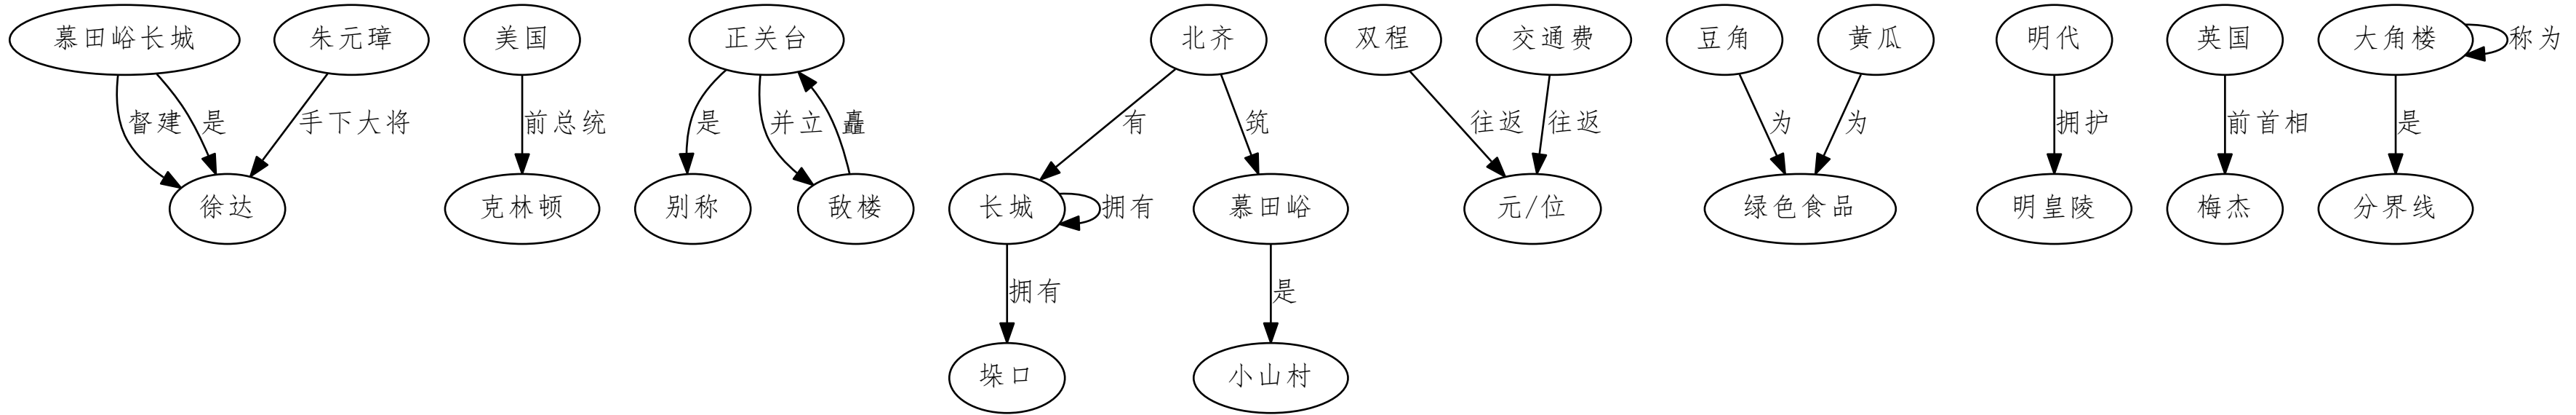 慕田峪长城 朱元璋 美国 正关台 北齐 双程 交通费 豆角 黄瓜 明代 英国 大角楼 称为
督建 是 手下大将 前总统 是 并立 矗 有 筑 往返 往返 为 为 拥护 前首相 是
徐达 克林顿 别称 敌楼 长城 拥有 慕田峪 元/位 绿色食品 明皇陵 梅杰 分界线
拥有 是
垛口 小山村